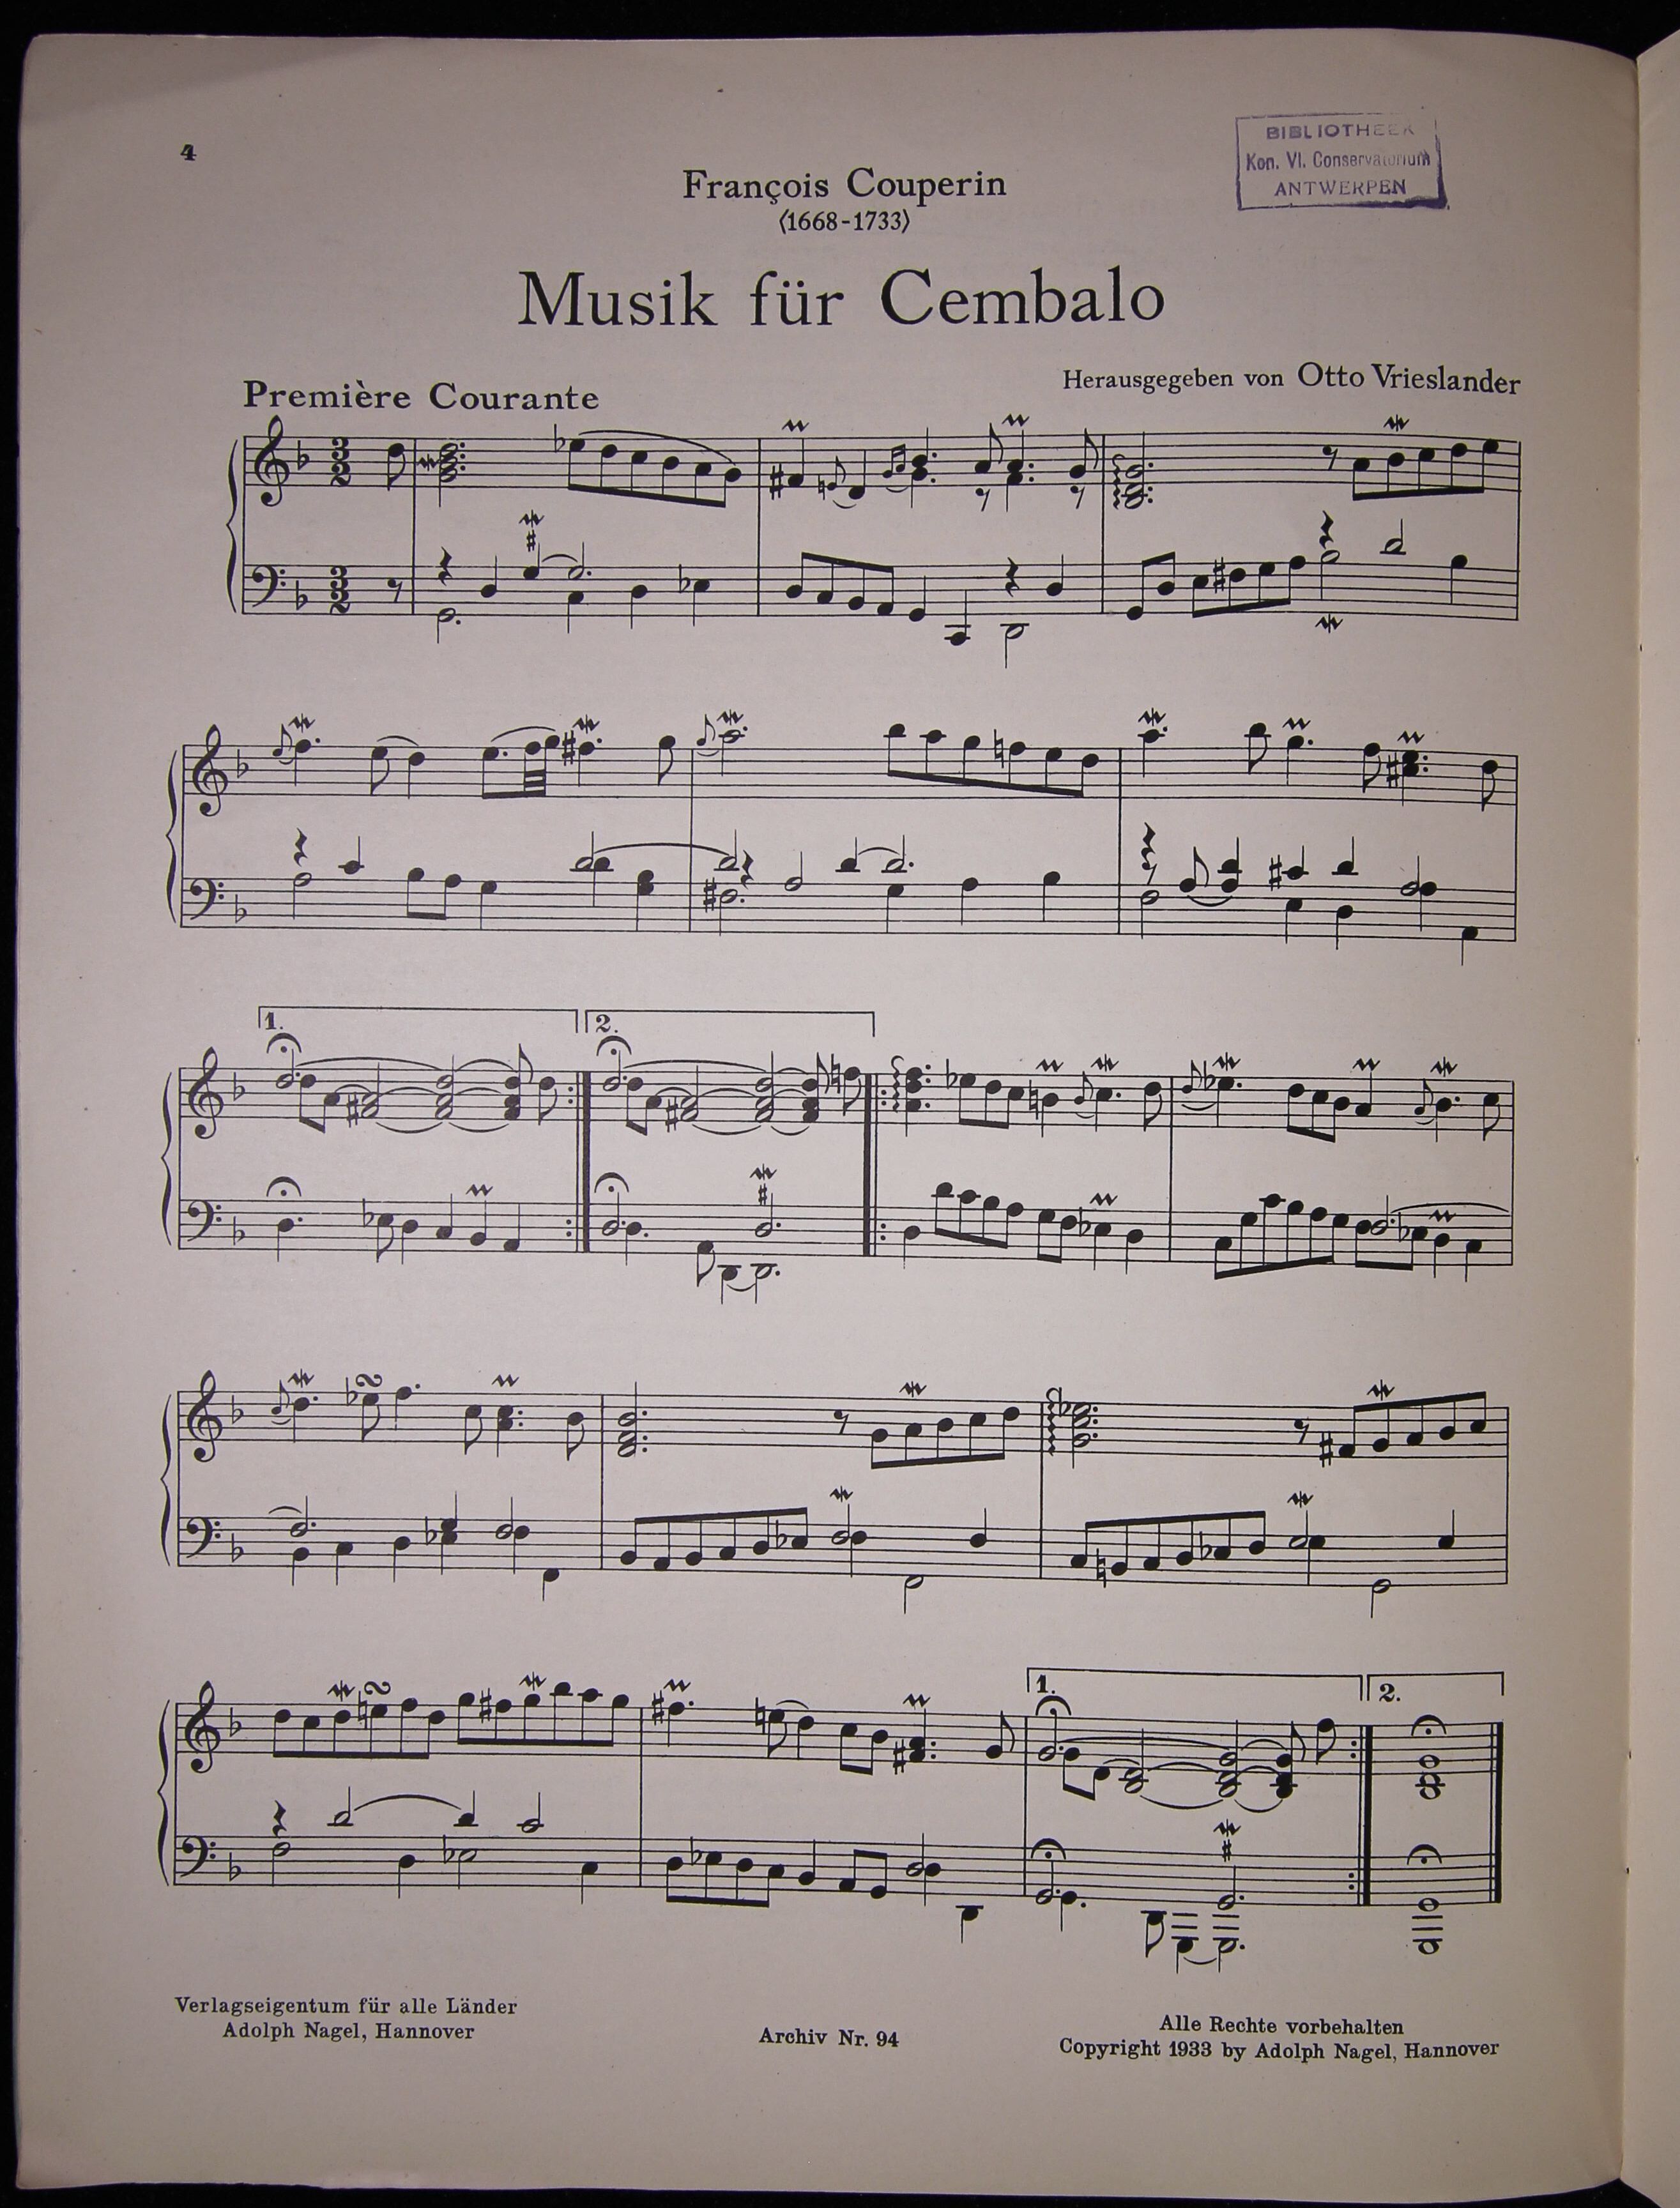 4
BIBLIOTHEEK
Kon. Vl. Conservatorium
ANTWERPEN
François Couperin
(1668-1733)
Musik für Cembalo
Herausgegeben von Otto Vrieslander
Première Courante
3 2
3 2
1.
2.
1.
2.
Verlagseigentum für alle Länder
Adolph Nagel, Hannover
Archiv Nr. 94
Alle Rechte vorbehalten
Copyright 1933 by Adolph Nagel, Hannover